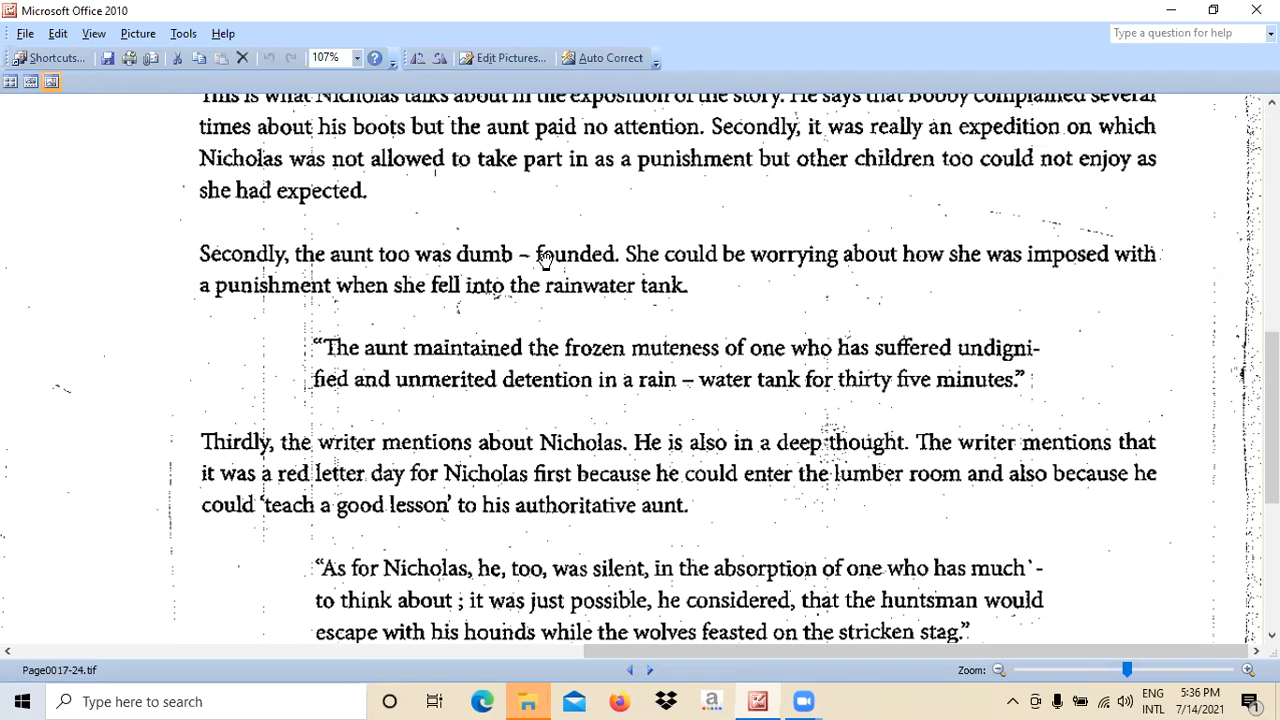 Microsoft Office 2010
File Edit View Picture Tools Help
Type a question for help
Shortcuts... 107% Edit Pictures... Auto Correct
This is what Nicholas talks about in the exposition of the story. He says that Bobby complained several
times about his boots but the aunt paid no attention. Secondly, it was really an expedition on which
Nicholas was not allowed to take part in as a punishment but other children too could not enjoy as
she had expected.
Secondly, the aunt too was dumb – founded. She could be worrying about how she was imposed with
a punishment when she fell into the rainwater tank.
“The aunt maintained the frozen muteness of one who has suffered undigni-
fied and unmerited detention in a rain – water tank for thirty five minutes.”
Thirdly, the writer mentions about Nicholas. He is also in a deep thought. The writer mentions that
it was a red letter day for Nicholas first because he could enter the lumber room and also because he
could ‘teach a good lesson’ to his authoritative aunt.
“As for Nicholas, he, too, was silent, in the absorption of one who has much -
to think about ; it was just possible, he considered, that the huntsman would
escape with his hounds while the wolves feasted on the stricken stag.”
Page0017-24.tif
Zoom:
Type here to search
ENG
INTL
5:36 PM
7/14/2021